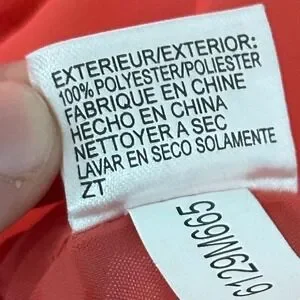 EXTERIEUR/EXTERIOR:
100% POLYESTER/POLIESTER
FABRIQUE EN CHINE
HECHO EN CHINA
NETTOYER A SEC
LAVAR EN SECO SOLAMENTE
ZT
6129M665